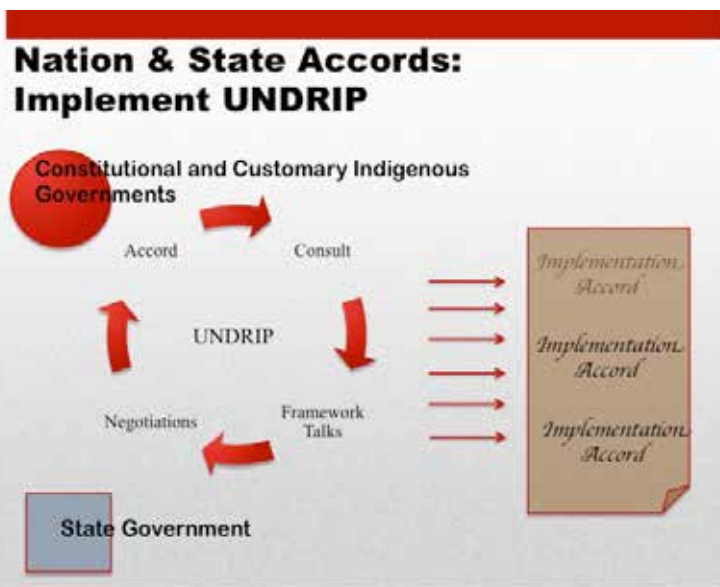 Nation & State Accords:
Implement UNDRIP
Constitutional and Customary Indigenous
Governments
Accord
Consult
UNDRIP
Negotiations
Framework
Talks
Implementation
Accord
Implementation
Accord
Implementation
Accord
State Government